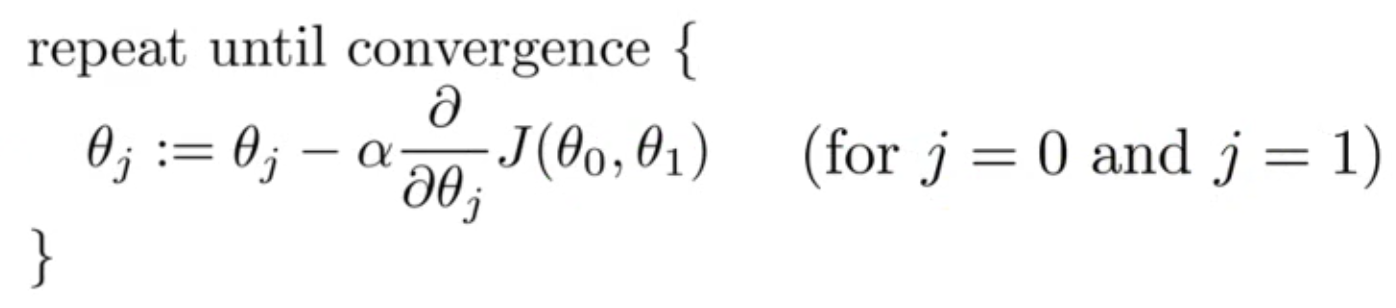 repeat until convergence {
θ_j := θ_j − α ∂/∂θ_j J(θ_0, θ_1) (for j = 0 and j = 1)
}